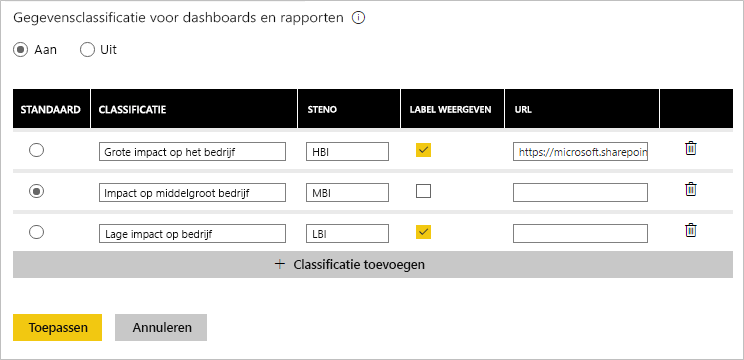 Gegevensclassificatie voor dashboards en rapporten
Aan Uit
STANDAARD CLASSIFICATIE STENO LABEL WEERGEVEN URL
Grote impact op het bedrijf HBI https://microsoft.sharepoin
Impact op middelgroot bedrijf MBI
Lage impact op bedrijf LBI
+ Classificatie toevoegen
Toepassen Annuleren